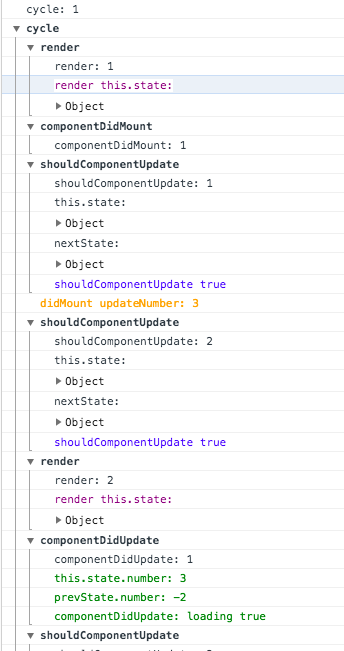 cycle: 1
cycle
render
render: 1
render this.state:
Object
componentDidMount
componentDidMount: 1
shouldComponentUpdate
shouldComponentUpdate: 1
this.state:
Object
nextState:
Object
shouldComponentUpdate true
didMount updateNumber: 3
shouldComponentUpdate
shouldComponentUpdate: 2
this.state:
Object
nextState:
Object
shouldComponentUpdate true
render
render: 2
render this.state:
Object
componentDidUpdate
componentDidUpdate: 1
this.state.number: 3
prevState.number: -2
componentDidUpdate: loading true
shouldComponentUpdate